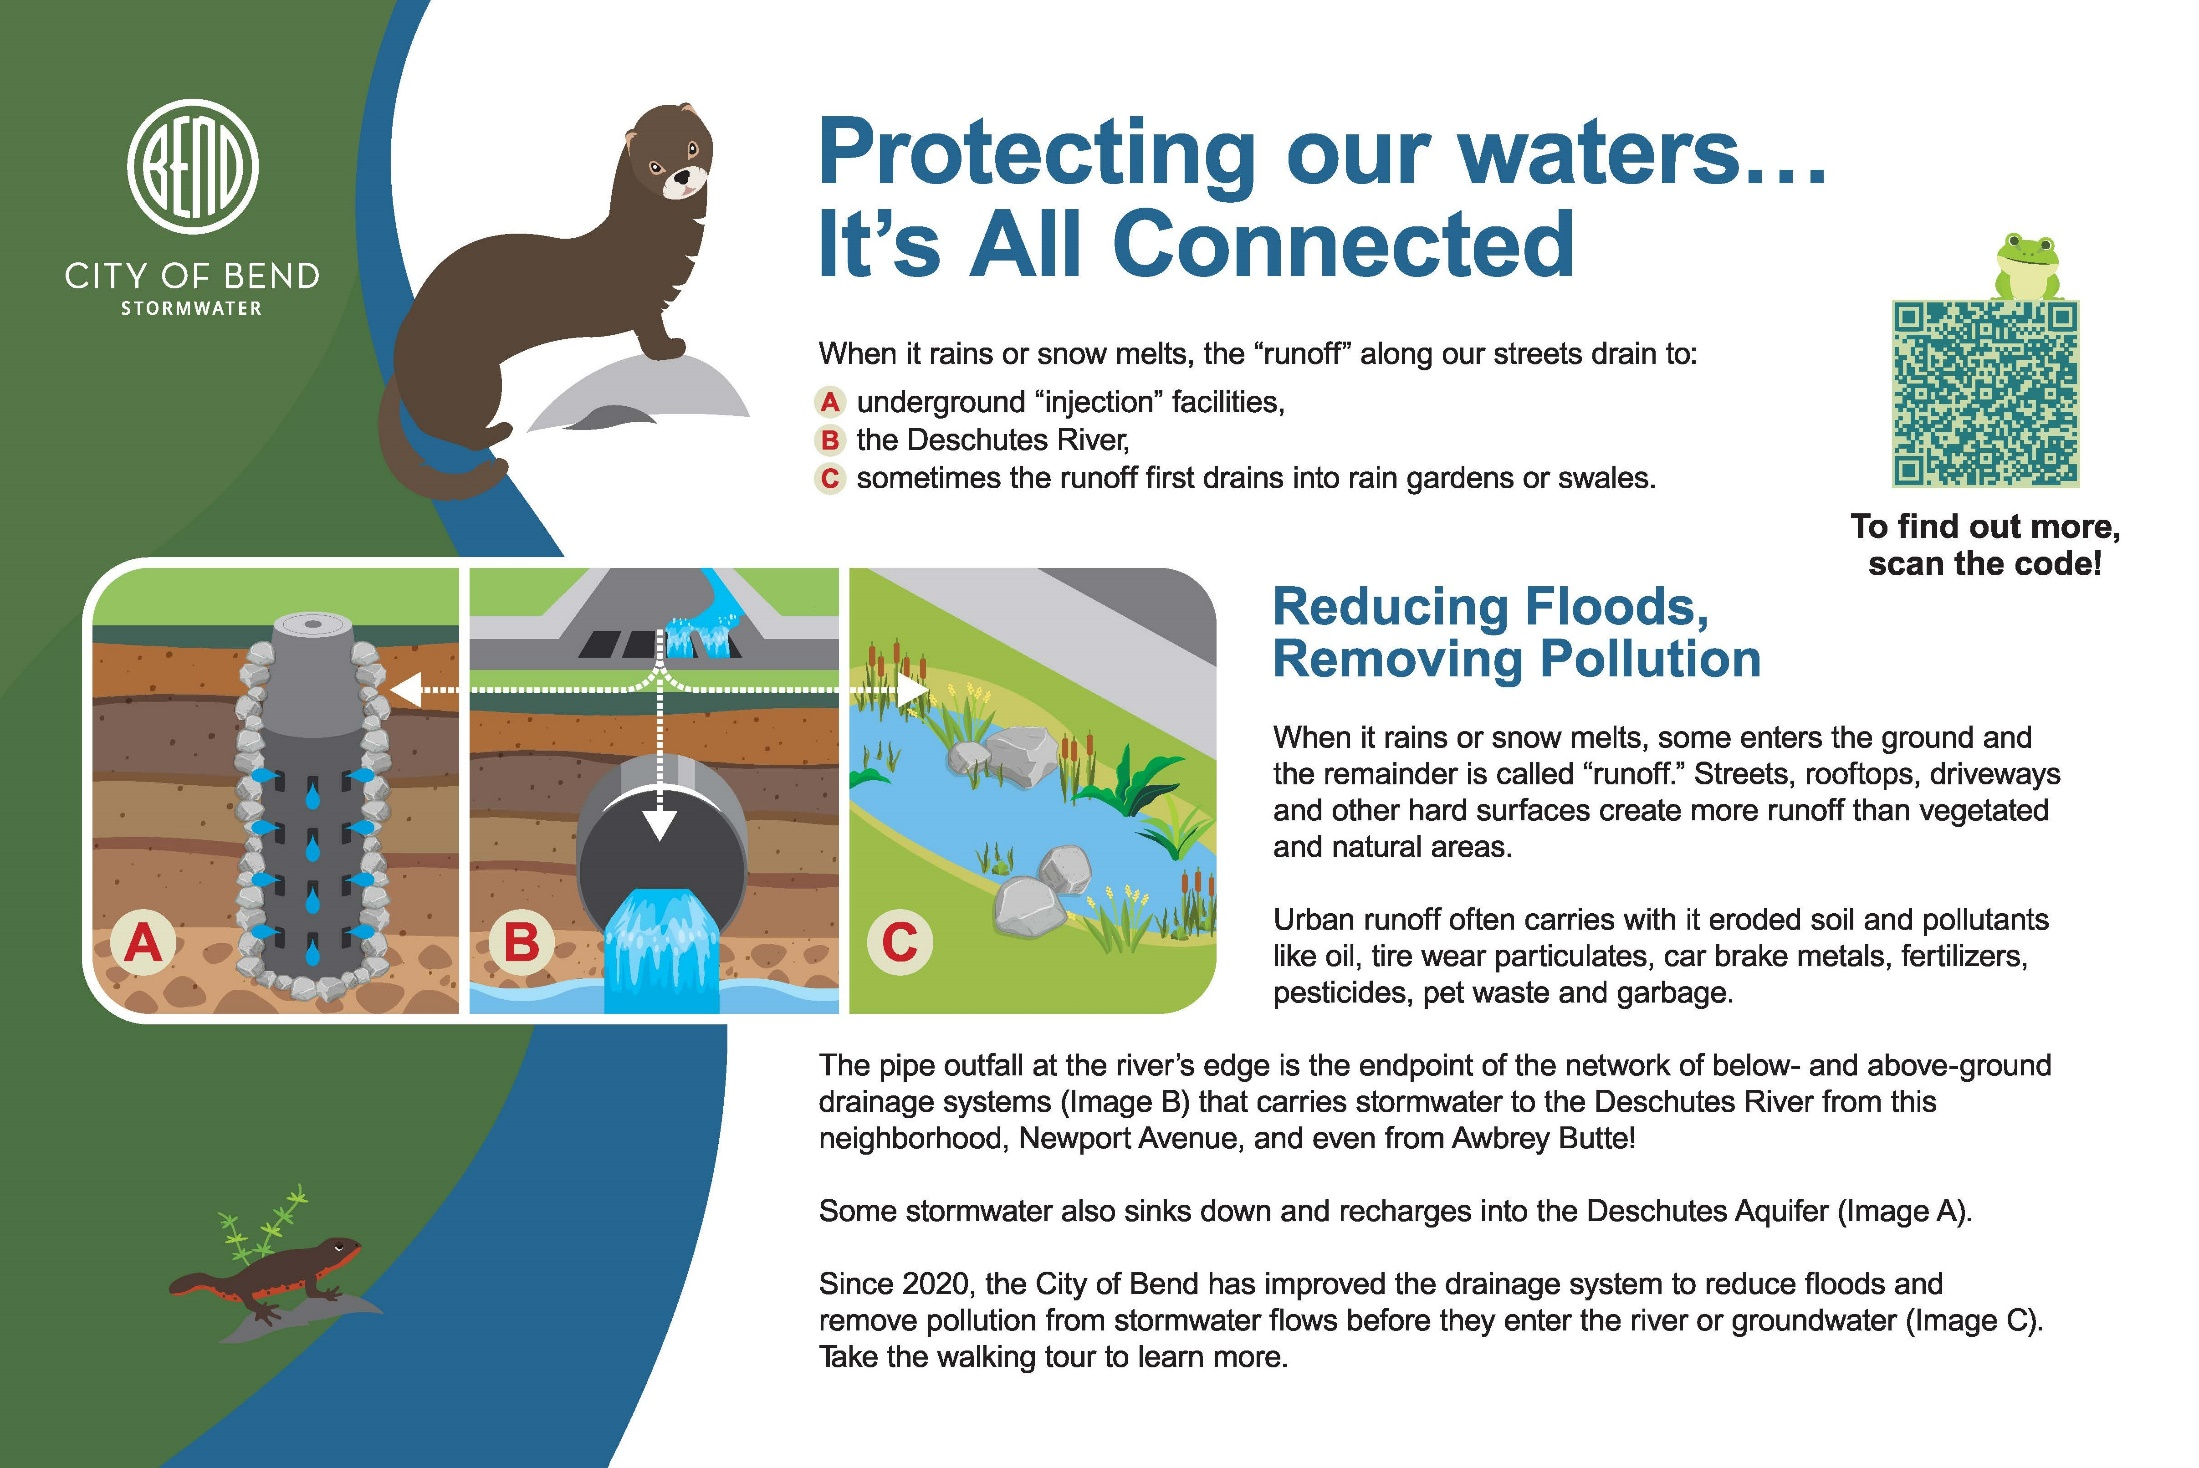 BEND
CITY OF BEND
STORMWATER
Protecting our waters...
It's All Connected
When it rains or snow melts, the “runoff” along our streets drain to:
A underground “injection” facilities,
B the Deschutes River,
C sometimes the runoff first drains into rain gardens or swales.
To find out more,
scan the code!
A
B
C
Reducing Floods,
Removing Pollution
When it rains or snow melts, some enters the ground and
the remainder is called “runoff.” Streets, rooftops, driveways
and other hard surfaces create more runoff than vegetated
and natural areas.
Urban runoff often carries with it eroded soil and pollutants
like oil, tire wear particulates, car brake metals, fertilizers,
pesticides, pet waste and garbage.
The pipe outfall at the river’s edge is the endpoint of the network of below- and above-ground
drainage systems (Image B) that carries stormwater to the Deschutes River from this
neighborhood, Newport Avenue, and even from Awbrey Butte!
Some stormwater also sinks down and recharges into the Deschutes Aquifer (Image A).
Since 2020, the City of Bend has improved the drainage system to reduce floods and
remove pollution from stormwater flows before they enter the river or groundwater (Image C).
Take the walking tour to learn more.